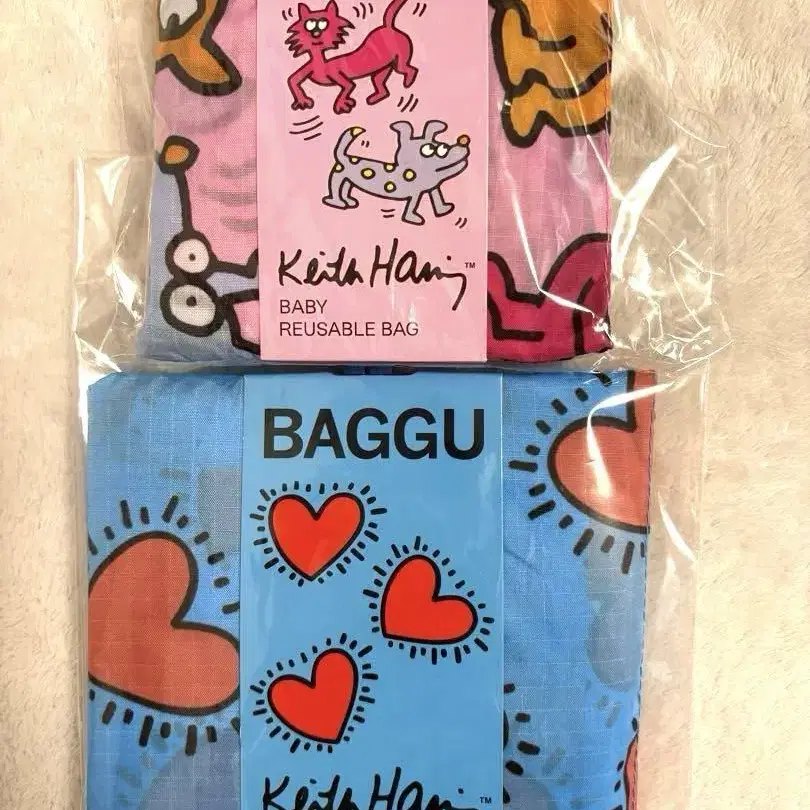 Keith Haring™
BABY
REUSABLE BAG
BAGGU
Keith Haring™